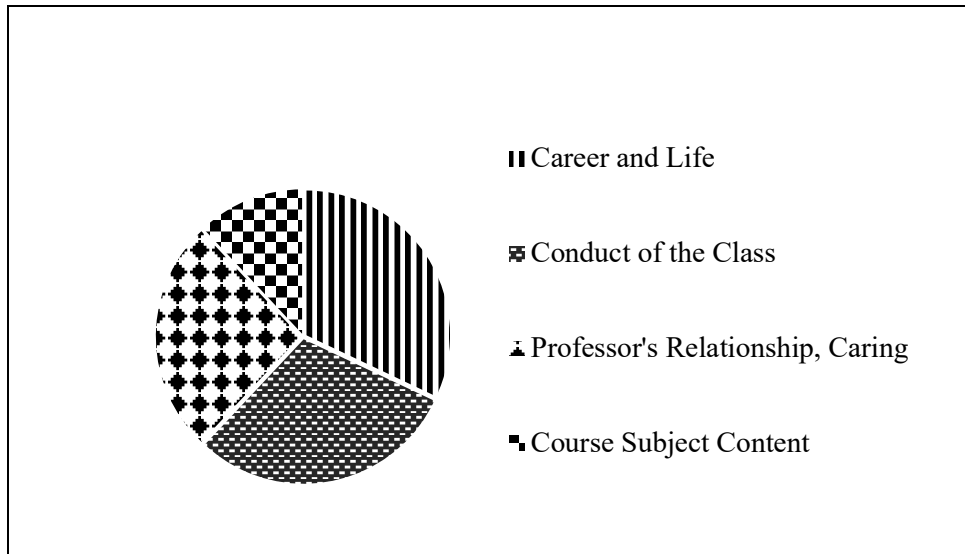 Career and Life
Conduct of the Class
Professor's Relationship, Caring
Course Subject Content